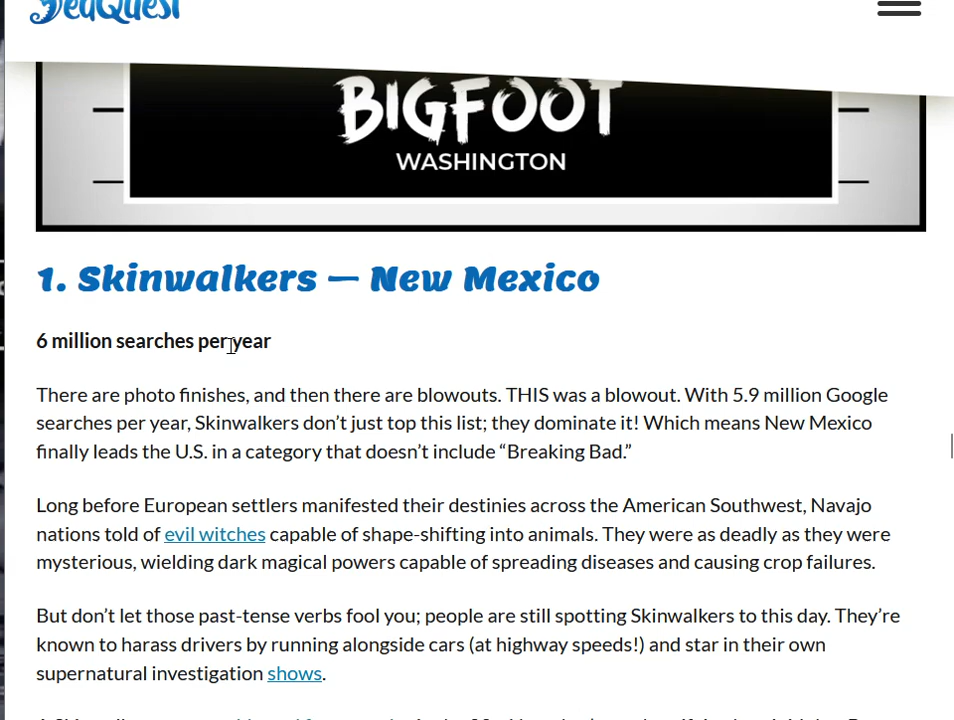 SeaQuest
BIGFOOT
WASHINGTON
1. Skinwalkers — New Mexico
6 million searches per year
There are photo finishes, and then there are blowouts. THIS was a blowout. With 5.9 million Google
searches per year, Skinwalkers don’t just top this list; they dominate it! Which means New Mexico
finally leads the U.S. in a category that doesn’t include “Breaking Bad.”
Long before European settlers manifested their destinies across the American Southwest, Navajo
nations told of evil witches capable of shape-shifting into animals. They were as deadly as they were
mysterious, wielding dark magical powers capable of spreading diseases and causing crop failures.
But don’t let those past-tense verbs fool you; people are still spotting Skinwalkers to this day. They’re
known to harass drivers by running alongside cars (at highway speeds!) and star in their own
supernatural investigation shows.